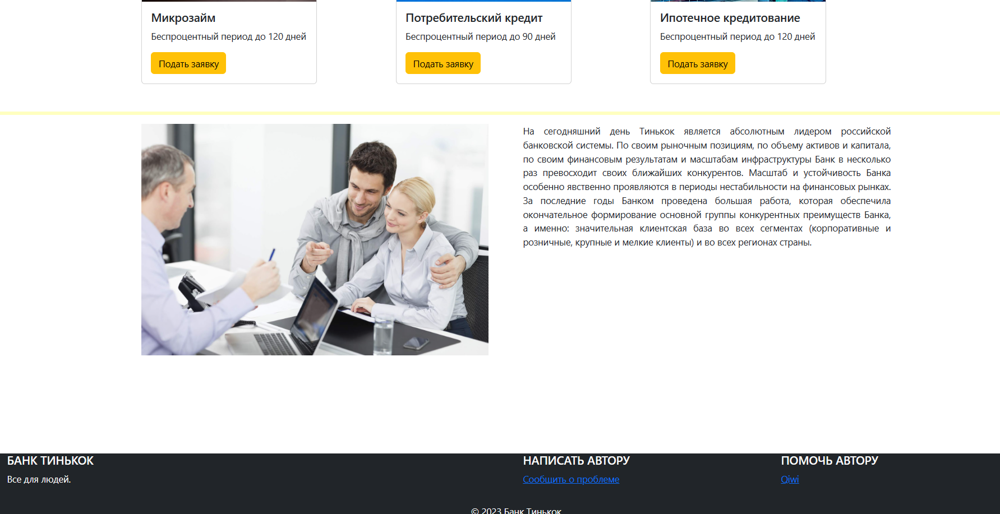 Микрозайм
Беспроцентный период до 120 дней
Подать заявку
Потребительский кредит
Беспроцентный период до 90 дней
Подать заявку
Ипотечное кредитование
Беспроцентный период до 120 дней
Подать заявку
На сегодняшний день Тинькок является абсолютным лидером российской
банковской системы. По своим рыночным позициям, по объему активов и капитала,
по своим финансовым результатам и масштабам инфраструктуры Банк в несколько
раз превосходит своих ближайших конкурентов. Масштаб и устойчивость Банка
особенно явственно проявляются в периоды нестабильности на финансовых рынках.
За последние годы Банком проведена большая работа, которая обеспечила
окончательное формирование основной группы конкурентных преимуществ Банка,
а именно: значительная клиентская база во всех сегментах (корпоративные и
розничные, крупные и мелкие клиенты) и во всех регионах страны.
БАНК ТИНЬКОК
Все для людей.
НАПИСАТЬ АВТОРУ
Сообщить о проблеме
ПОМОЧЬ АВТОРУ
Qiwi
© 2023 Банк Тинькок